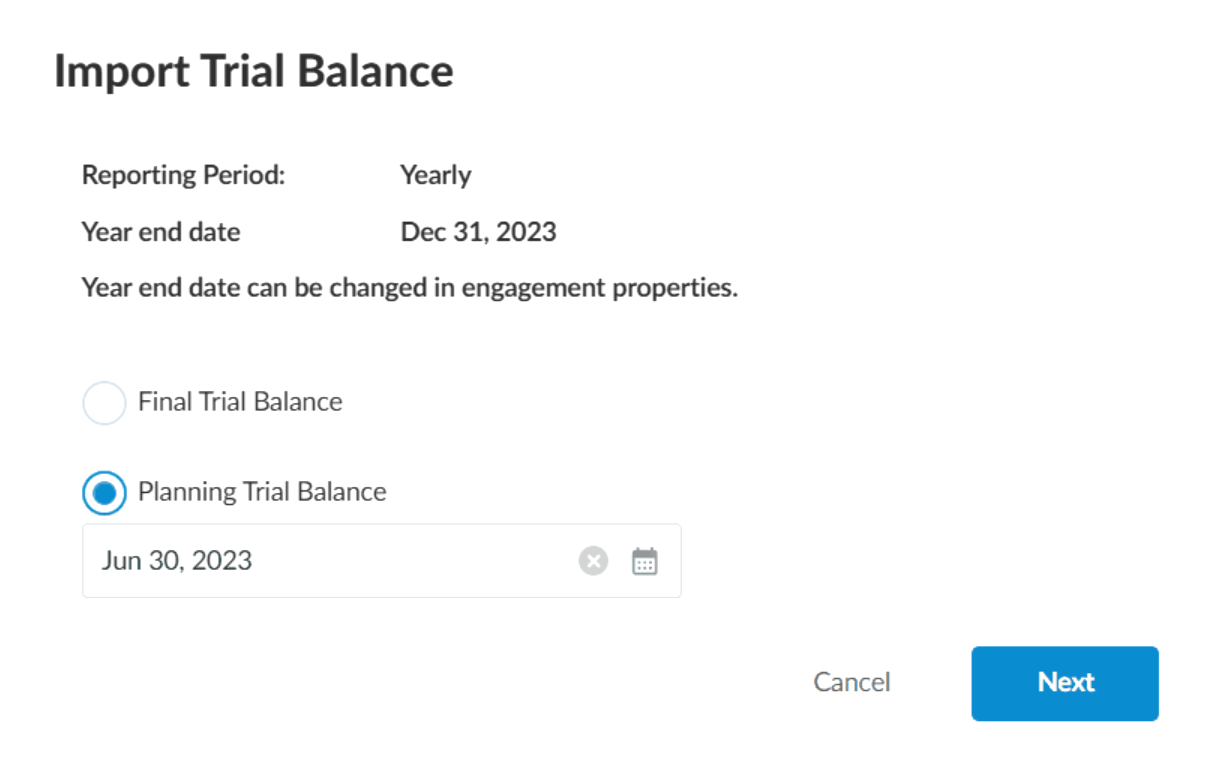 Import Trial Balance
Reporting Period: Yearly
Year end date Dec 31, 2023
Year end date can be changed in engagement properties.
Final Trial Balance
Planning Trial Balance
Jun 30, 2023
Cancel Next